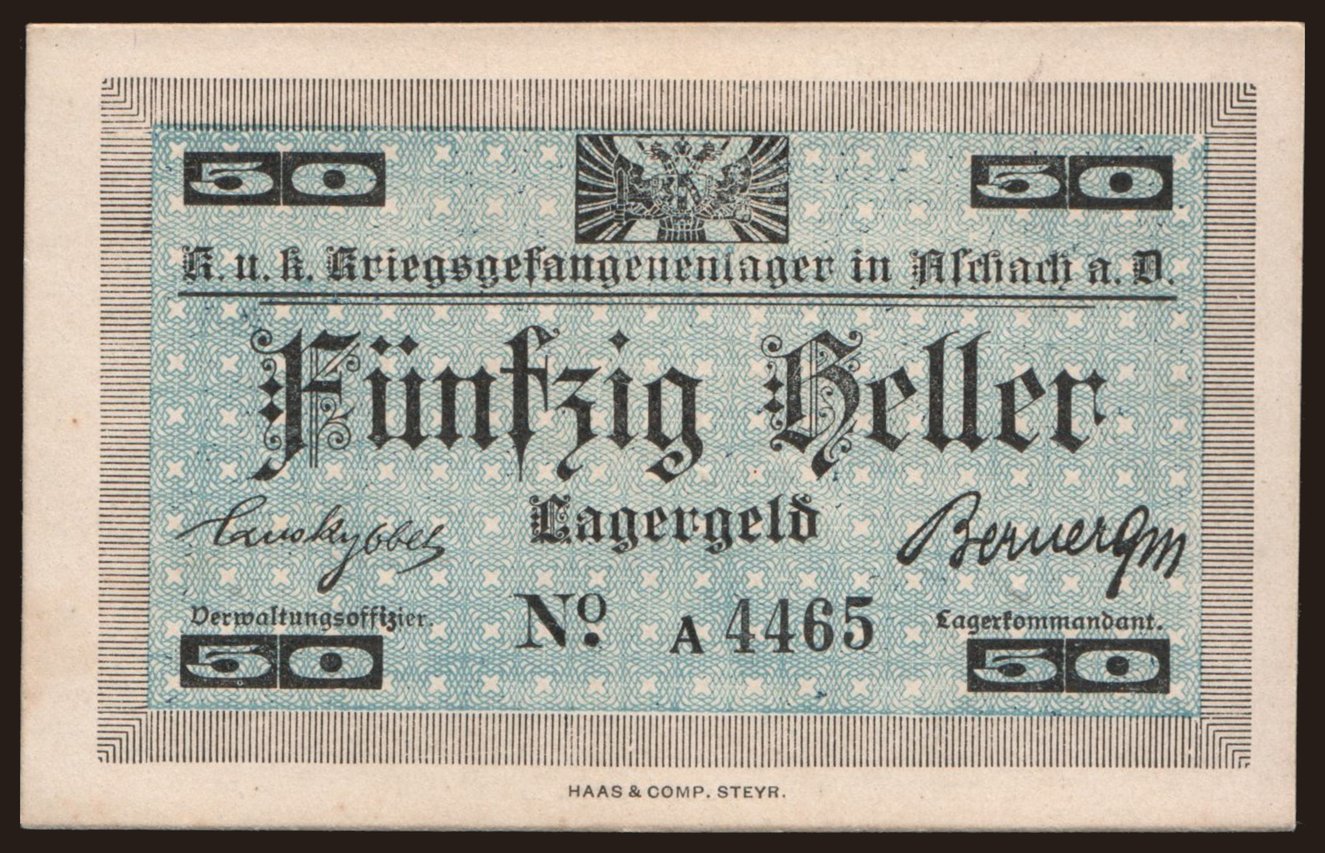 50 50
K. u. k. Kriegsgefangenenlager in Aschach a. D.
Fünfzig Heller
Lagergeld
Verwaltungsoffizier. No. A 4465 Lagerkommandant.
50 50
HAAS & COMP. STEYR.